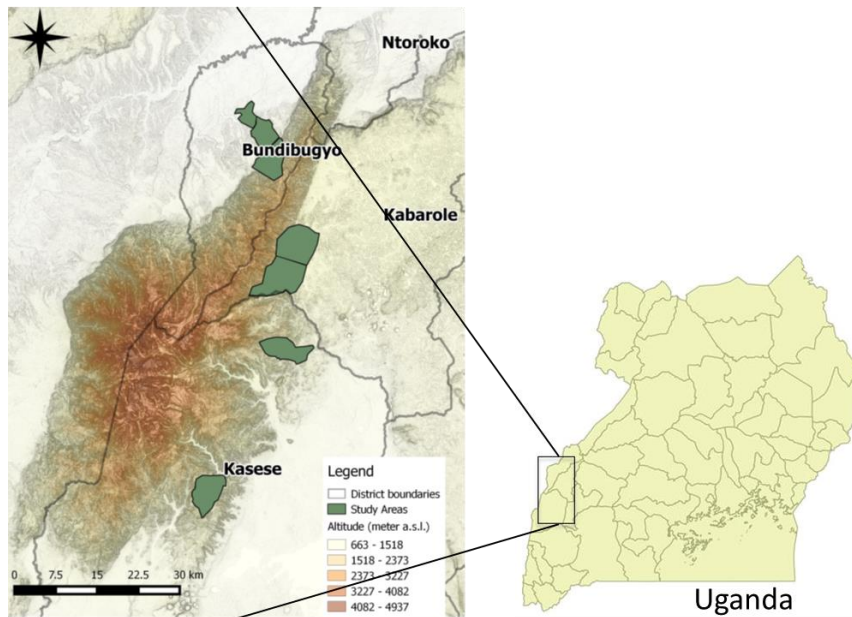 Ntoroko
Bundibugyo
Kabarole
Kasese
Legend
District boundaries
Study Areas
Altitude (meter a.s.l.)
663 - 1518
1518 - 2373
2373 - 3227
3227 - 4082
4082 - 4937
0 7.5 15 22.5 30 km
Uganda